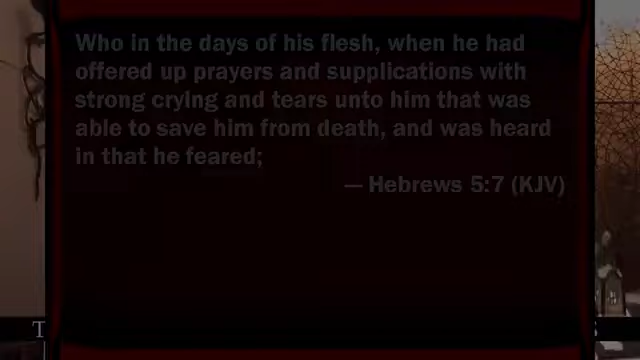 Who in the days of his flesh, when he had
offered up prayers and supplications with
strong crying and tears unto him that was
able to save him from death, and was heard
in that he feared;
— Hebrews 5:7 (KJV)
T